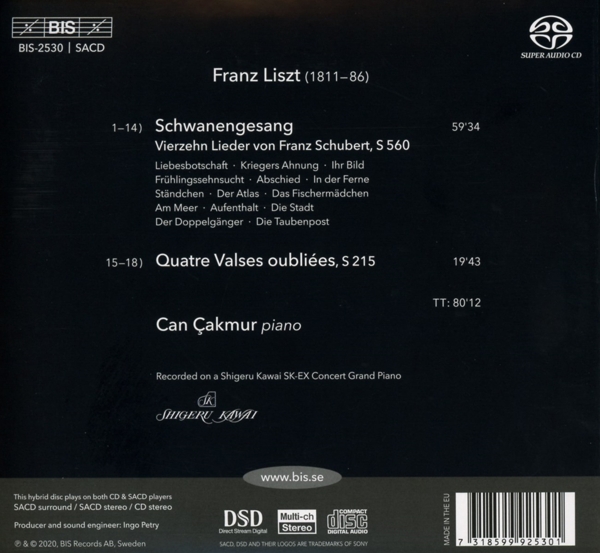 BIS
BIS-2530 | SACD
SUPER AUDIO CD
Franz Liszt (1811–86)
1–14) Schwanengesang 59'34
Vierzehn Lieder von Franz Schubert, S 560
Liebesbotschaft · Kriegers Ahnung · Ihr Bild
Frühlingssehnsucht · Abschied · In der Ferne
Ständchen · Der Atlas · Das Fischermädchen
Am Meer · Aufenthalt · Die Stadt
Der Doppelgänger · Die Taubenpost
15–18) Quatre Valses oubliées, S 215 19'43
TT: 80'12
Can Çakmur piano
Recorded on a Shigeru Kawai SK-EX Concert Grand Piano
SK
SHIGERU KAWAI
www.bis.se
This hybrid disc plays on both CD & SACD players
SACD surround / SACD stereo / CD stereo
Producer and sound engineer: Ingo Petry
℗ & © 2020, BIS Records AB, Sweden
DSD
Direct Stream Digital
Multi-ch
Stereo
COMPACT
disc
DIGITAL AUDIO
SACD, DSD AND THEIR LOGOS ARE TRADEMARKS OF SONY
MADE IN THE EU
7 318599 925301